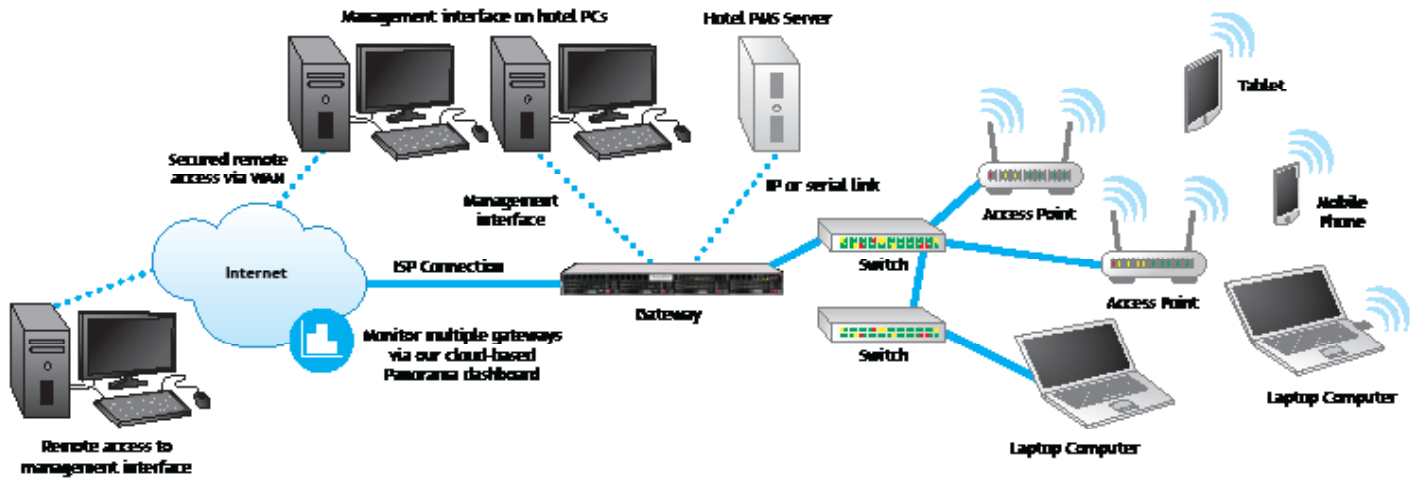 Management interface on hotel PCs
Hotel PMS Server
Tablet
Secured remote
access via WAN
Management
interface
IP or serial link
Access Point
Mobile
Phone
Internet
ISP Connection
Switch
Access Point
Gateway
Monitor multiple gateways
via our cloud-based
Panorama dashboard
Switch
Laptop Computer
Laptop Computer
Remote access to
management interface